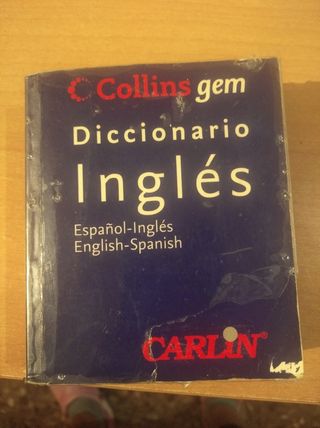 Collins gem
Diccionario
Inglés
Español-Inglés
English-Spanish
CARLiN®